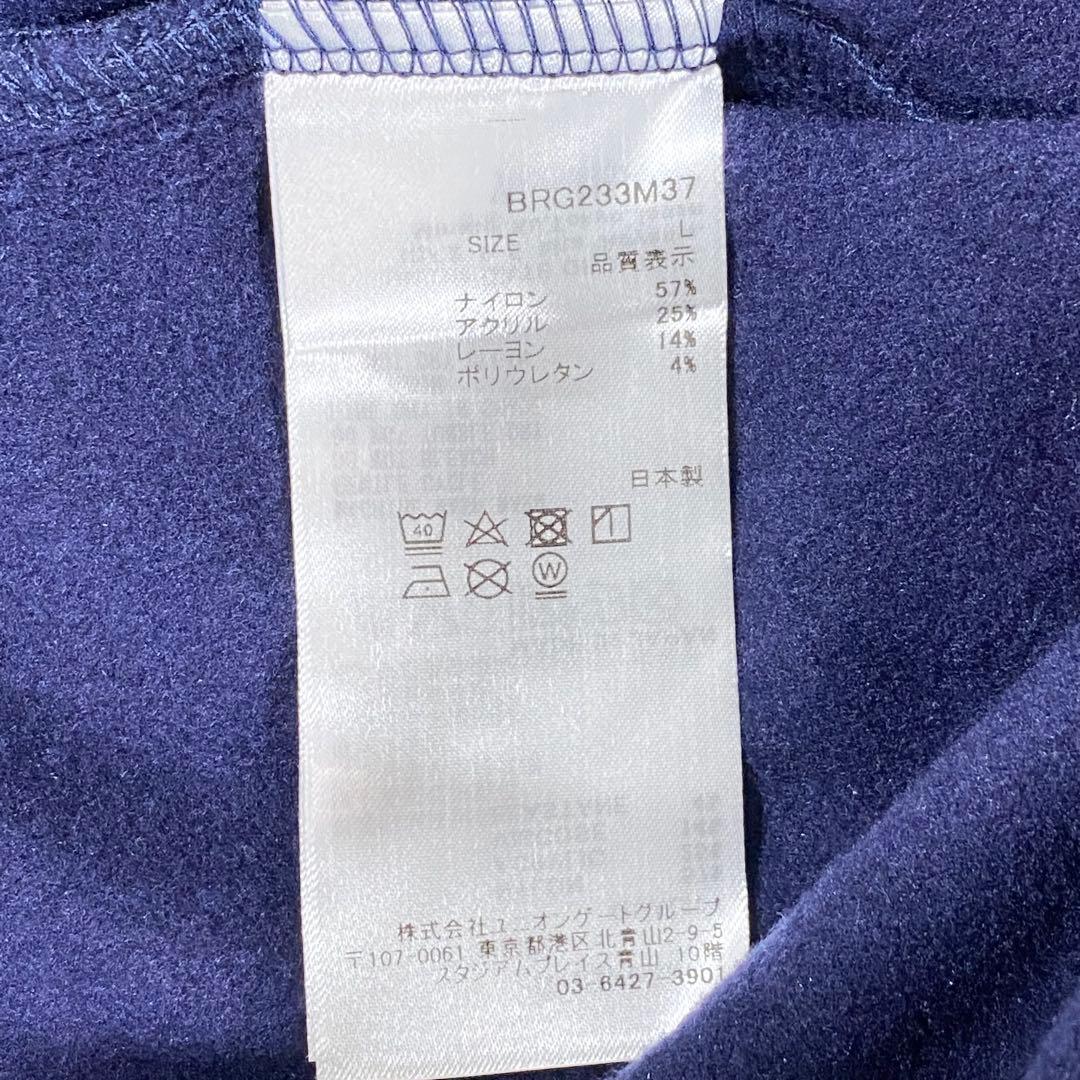 BRG233M37
SIZE L
品質表示
ナイロン 57%
アクリル 25%
レーヨン 14%
ポリウレタン 4%
日本製
40
W
株式会社ユニオンゲートグループ
〒107-0061 東京都港区北青山2-9-5
スタジアムプレイス青山 10階
03-6427-3901